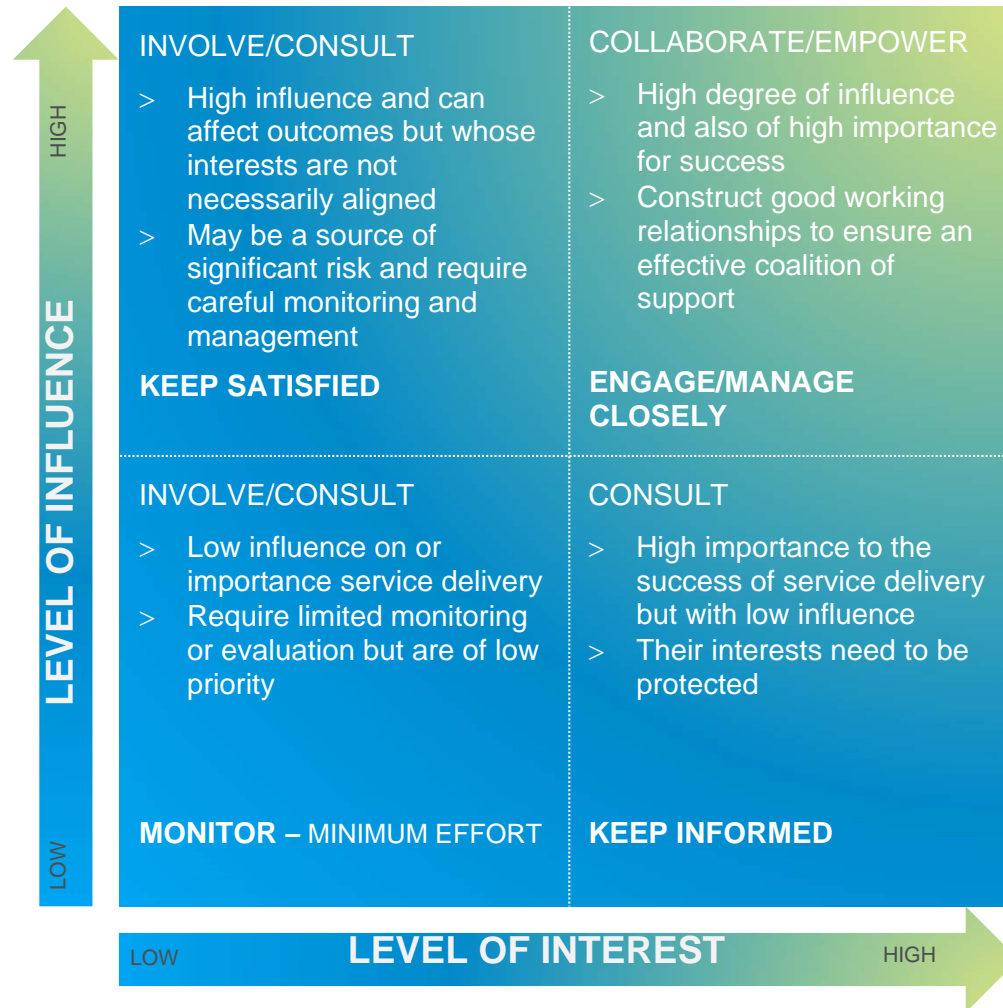 INVOLVE/CONSULT
> High influence and can
affect outcomes but whose
interests are not
necessarily aligned
> May be a source of
significant risk and require
careful monitoring and
management
KEEP SATISFIED
COLLABORATE/EMPOWER
> High degree of influence
and also of high importance
for success
> Construct good working
relationships to ensure an
effective coalition of
support
ENGAGE/MANAGE
CLOSELY
INVOLVE/CONSULT
> Low influence on or
importance service delivery
> Require limited monitoring
or evaluation but are of low
priority
MONITOR – MINIMUM EFFORT
CONSULT
> High importance to the
success of service delivery
but with low influence
> Their interests need to be
protected
KEEP INFORMED
HIGH
LEVEL OF INFLUENCE
LOW
LOW
LEVEL OF INTEREST
HIGH